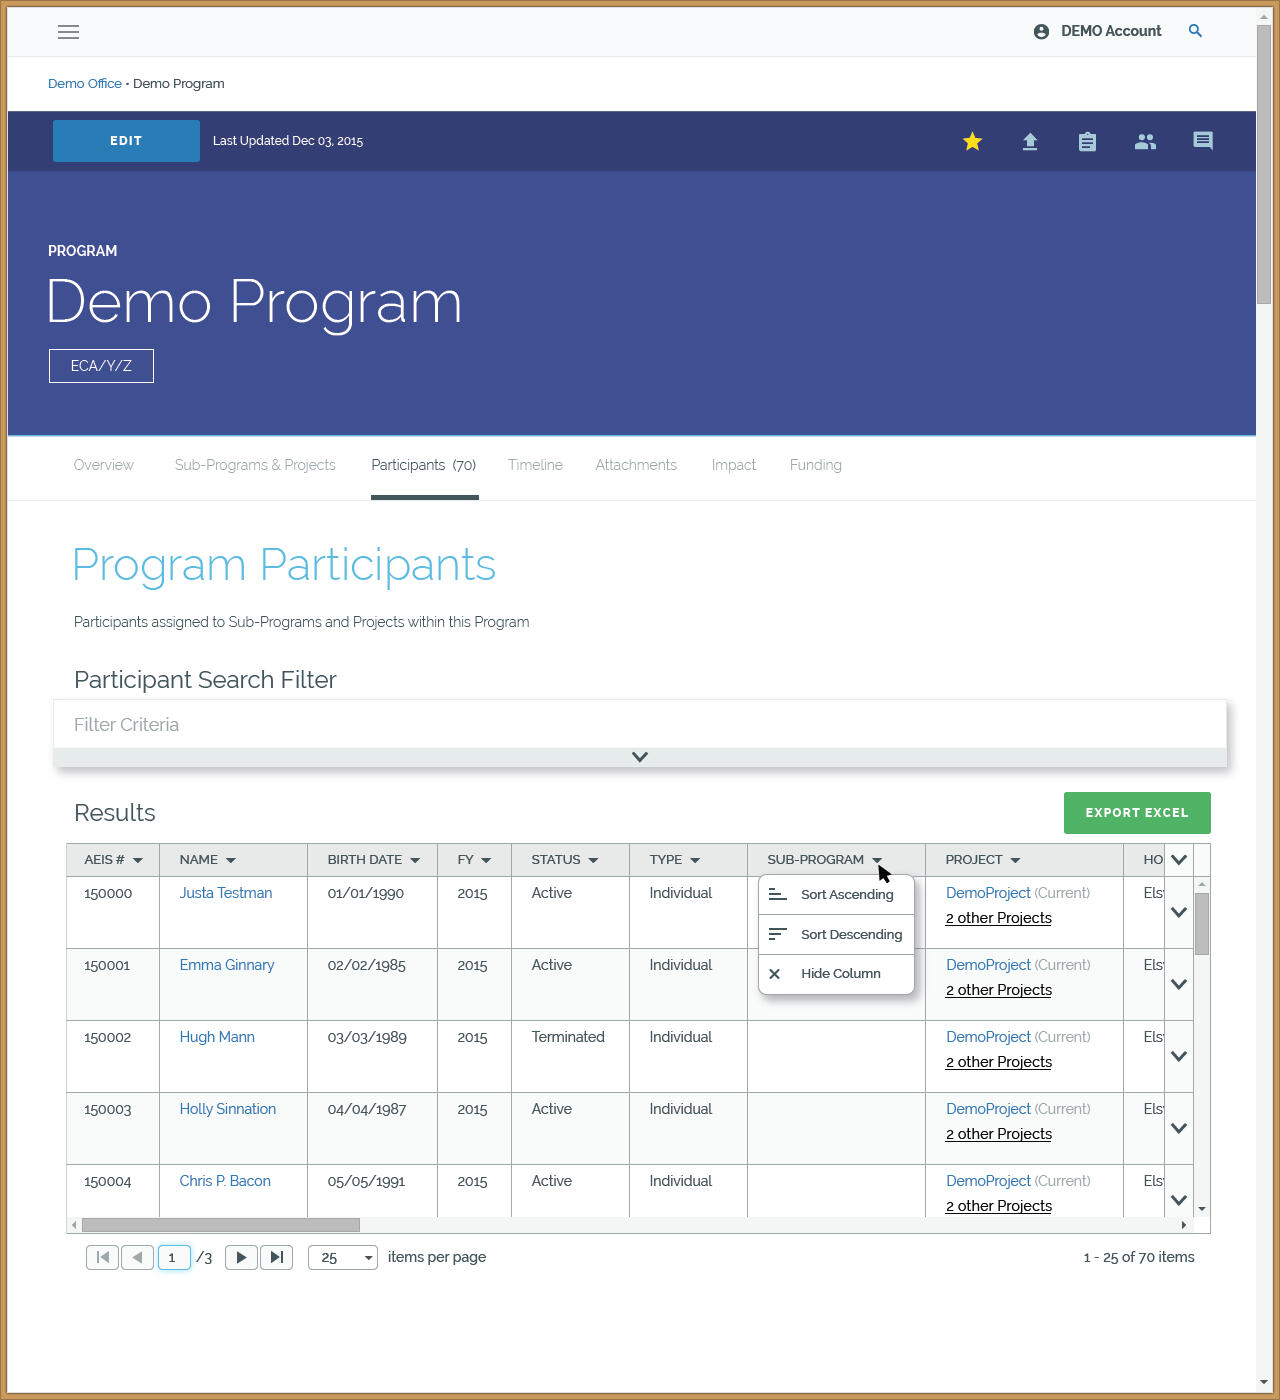 DEMO Account
Demo Office • Demo Program
EDIT Last Updated Dec 03, 2015
PROGRAM
Demo Program
ECA/Y/Z
Overview Sub-Programs & Projects Participants (70) Timeline Attachments Impact Funding
Program Participants
Participants assigned to Sub-Programs and Projects within this Program
Participant Search Filter
Filter Criteria
Results EXPORT EXCEL
AEIS # NAME BIRTH DATE FY STATUS TYPE SUB-PROGRAM PROJECT HO
150000 Justa Testman 01/01/1990 2015 Active Individual DemoProject (Current) Els
2 other Projects
Sort Ascending
Sort Descending
Hide Column
150001 Emma Ginnary 02/02/1985 2015 Active Individual DemoProject (Current) Els
2 other Projects
150002 Hugh Mann 03/03/1989 2015 Terminated Individual DemoProject (Current) Els
2 other Projects
150003 Holly Sinnation 04/04/1987 2015 Active Individual DemoProject (Current) Els
2 other Projects
150004 Chris P. Bacon 05/05/1991 2015 Active Individual DemoProject (Current) Els
2 other Projects
1 /3 25 items per page 1 - 25 of 70 items